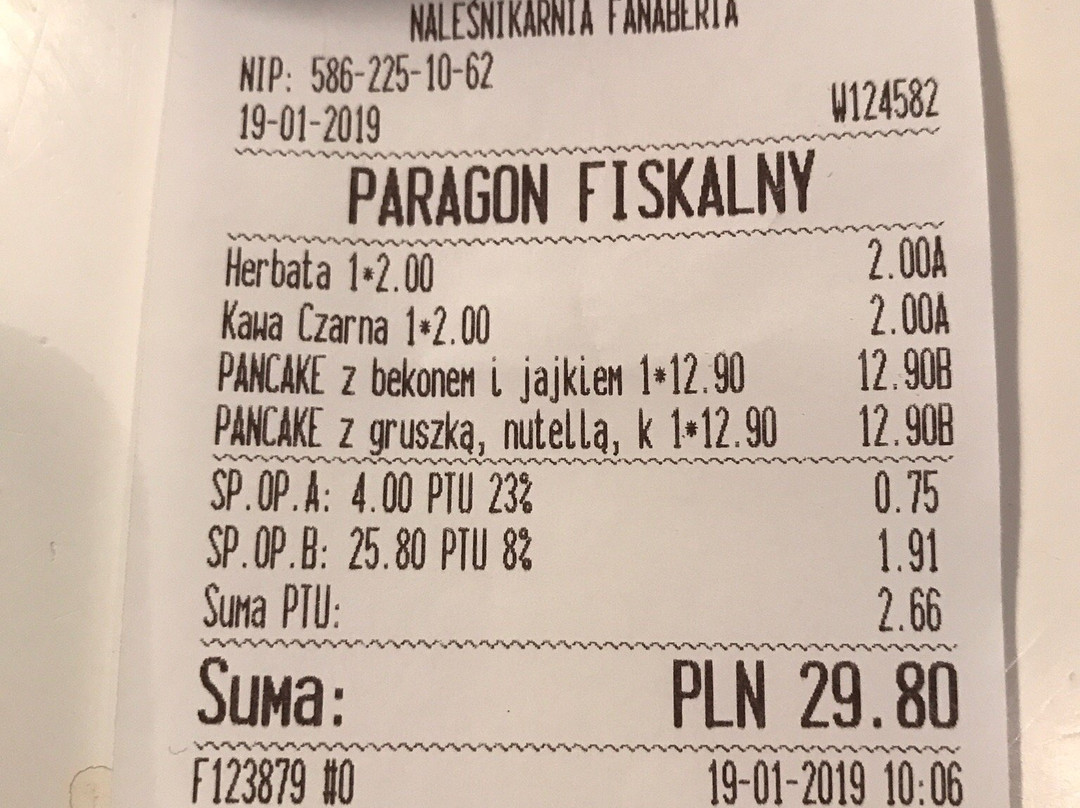 NALEŚNIKARNIA FANABERIA
NIP: 586-225-10-62
19-01-2019 W124582
PARAGON FISKALNY
Herbata 1*2.00 2.00A
Kawa Czarna 1*2.00 2.00A
PANCAKE z bekonem i jajkiem 1*12.90 12.90B
PANCAKE z gruszką, nutellą, k 1*12.90 12.90B
SP.OP.A: 4.00 PTU 23% 0.75
SP.OP.B: 25.80 PTU 8% 1.91
Suma PTU: 2.66
Suma: PLN 29.80
F123879 #0 19-01-2019 10:06